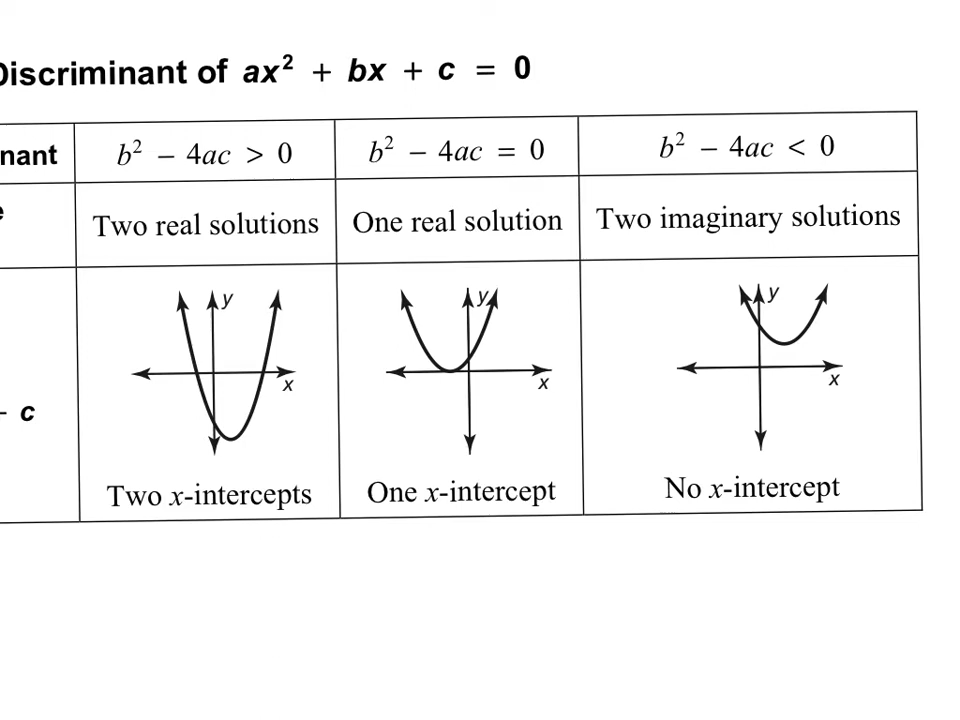 Discriminant of ax² + bx + c = 0
nant b² – 4ac > 0 b² – 4ac = 0 b² – 4ac < 0
e Two real solutions One real solution Two imaginary solutions
y y y
x x x
– c
Two x-intercepts One x-intercept No x-intercept